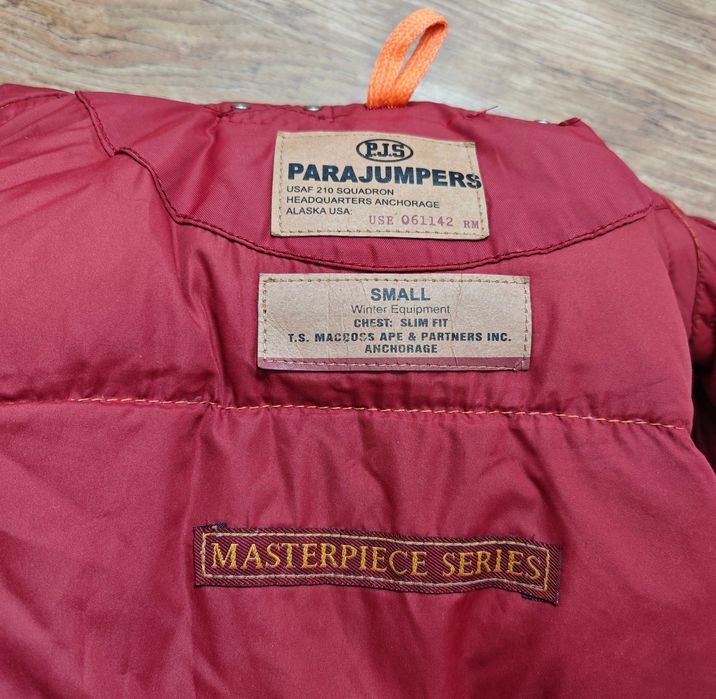 P.J.S
PARAJUMPERS
USAF 210 SQUADRON
HEADQUARTERS ANCHORAGE
ALASKA USA: USE 061142 RM
SMALL
Winter Equipment
CHEST: SLIM FIT
T.S. MACCOSS APE & PARTNERS INC.
ANCHORAGE
MASTERPIECE SERIES